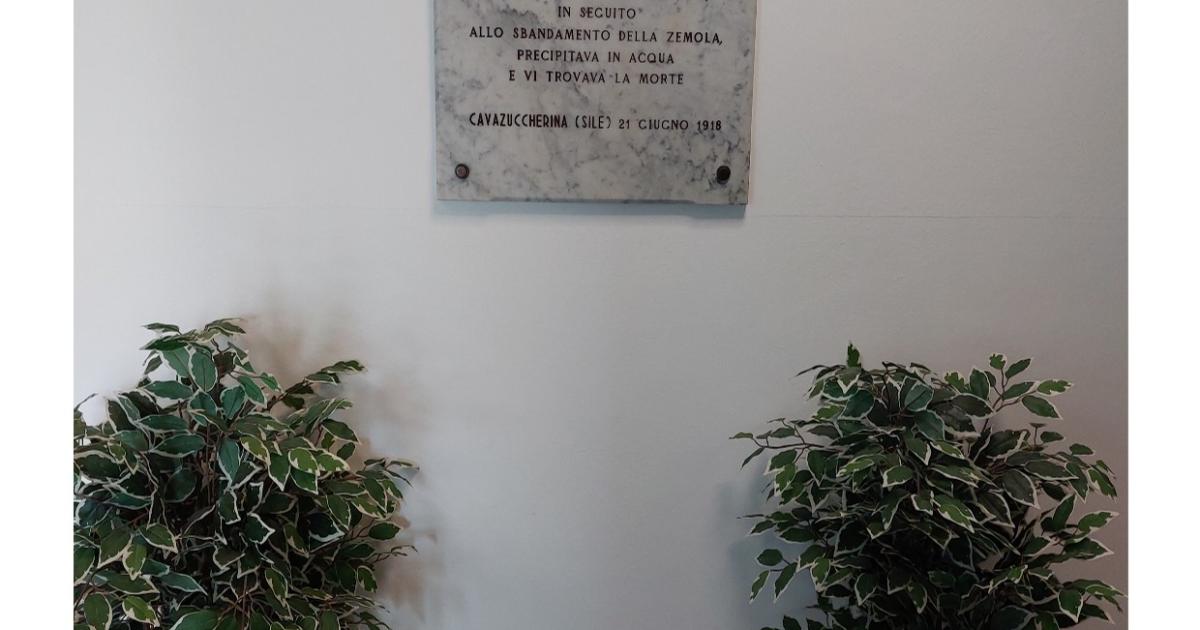 IN SEGUITO
ALLO SBANDAMENTO DELLA ZEMOLA,
PRECIPITAVA IN ACQUA
E VI TROVAVA LA MORTE
CAVAZUCCHERINA (SILE) 21 GIUGNO 1918